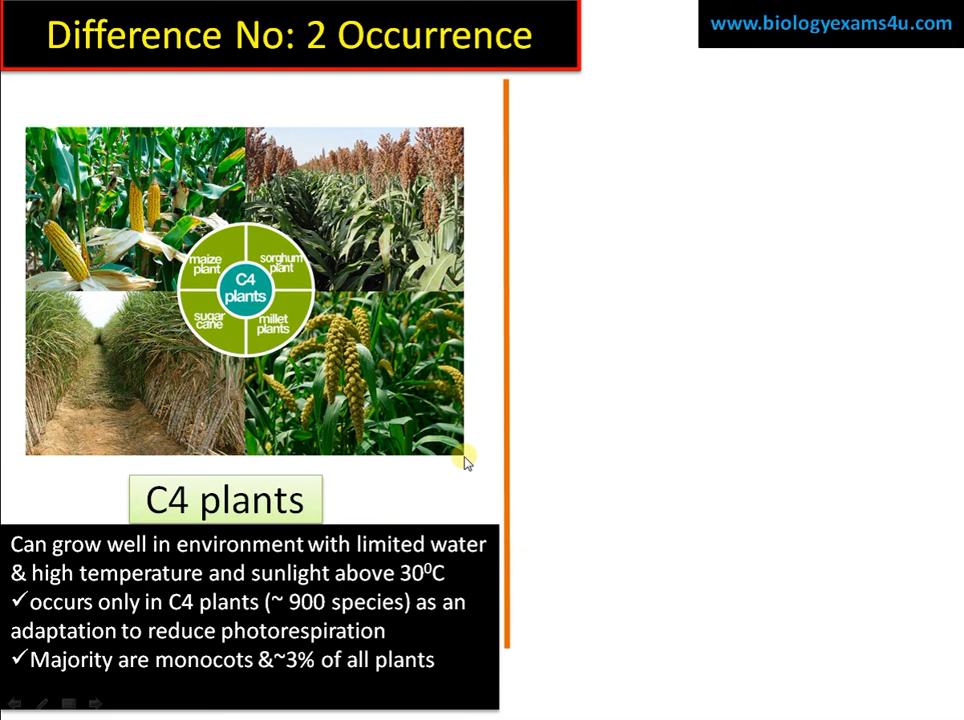 Difference No: 2 Occurrence
www.biologyexams4u.com
maize
plant
sorghum
plant
C4
plants
sugar
cane
millet
plants
C4 plants
Can grow well in environment with limited water
& high temperature and sunlight above 30⁰C
✓occurs only in C4 plants (~ 900 species) as an
adaptation to reduce photorespiration
✓Majority are monocots &~3% of all plants